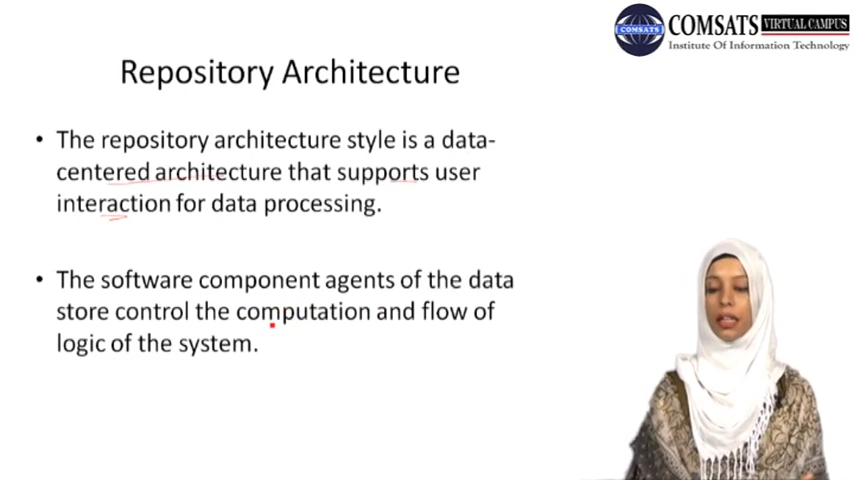 COMSATS
COMSATS VIRTUAL CAMPUS
Institute Of Information Technology
Repository Architecture
• The repository architecture style is a data-
centered architecture that supports user
interaction for data processing.
• The software component agents of the data
store control the computation and flow of
logic of the system.